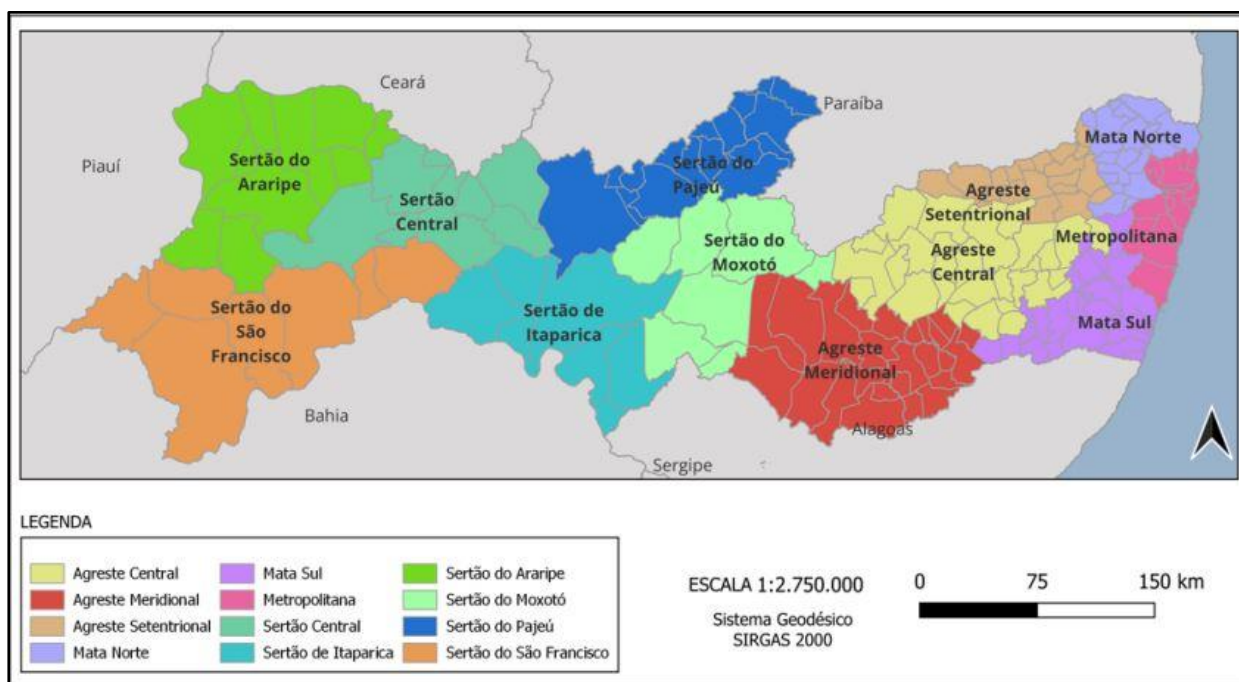 Ceará
Paraíba
Piauí
Sertão do
Araripe
Sertão
Central
Sertão do
Pajeú
Mata Norte
Agreste
Setentrional
Metropolitana
Sertão do
Moxotó
Agreste
Central
Sertão do
São
Francisco
Sertão de
Itaparica
Mata Sul
Agreste
Meridional
Bahia
Alagoas
Sergipe
LEGENDA
Agreste Central
Agreste Meridional
Agreste Setentrional
Mata Norte
Mata Sul
Metropolitana
Sertão Central
Sertão de Itaparica
Sertão do Araripe
Sertão do Moxotó
Sertão do Pajeú
Sertão do São Francisco
ESCALA 1:2.750.000
Sistema Geodésico
SIRGAS 2000
0 75 150 km